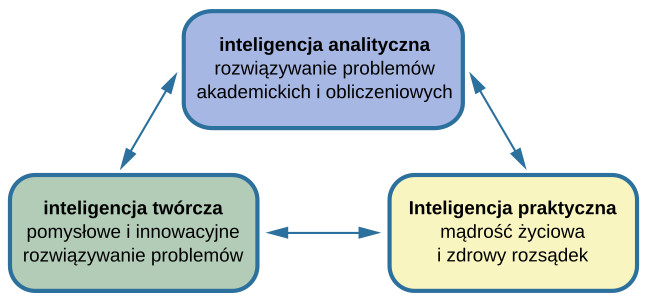 inteligencja analityczna
rozwiązywanie problemów
akademickich i obliczeniowych
inteligencja twórcza
pomysłowe i innowacyjne
rozwiązywanie problemów
Inteligencja praktyczna
mądrość życiowa
i zdrowy rozsądek